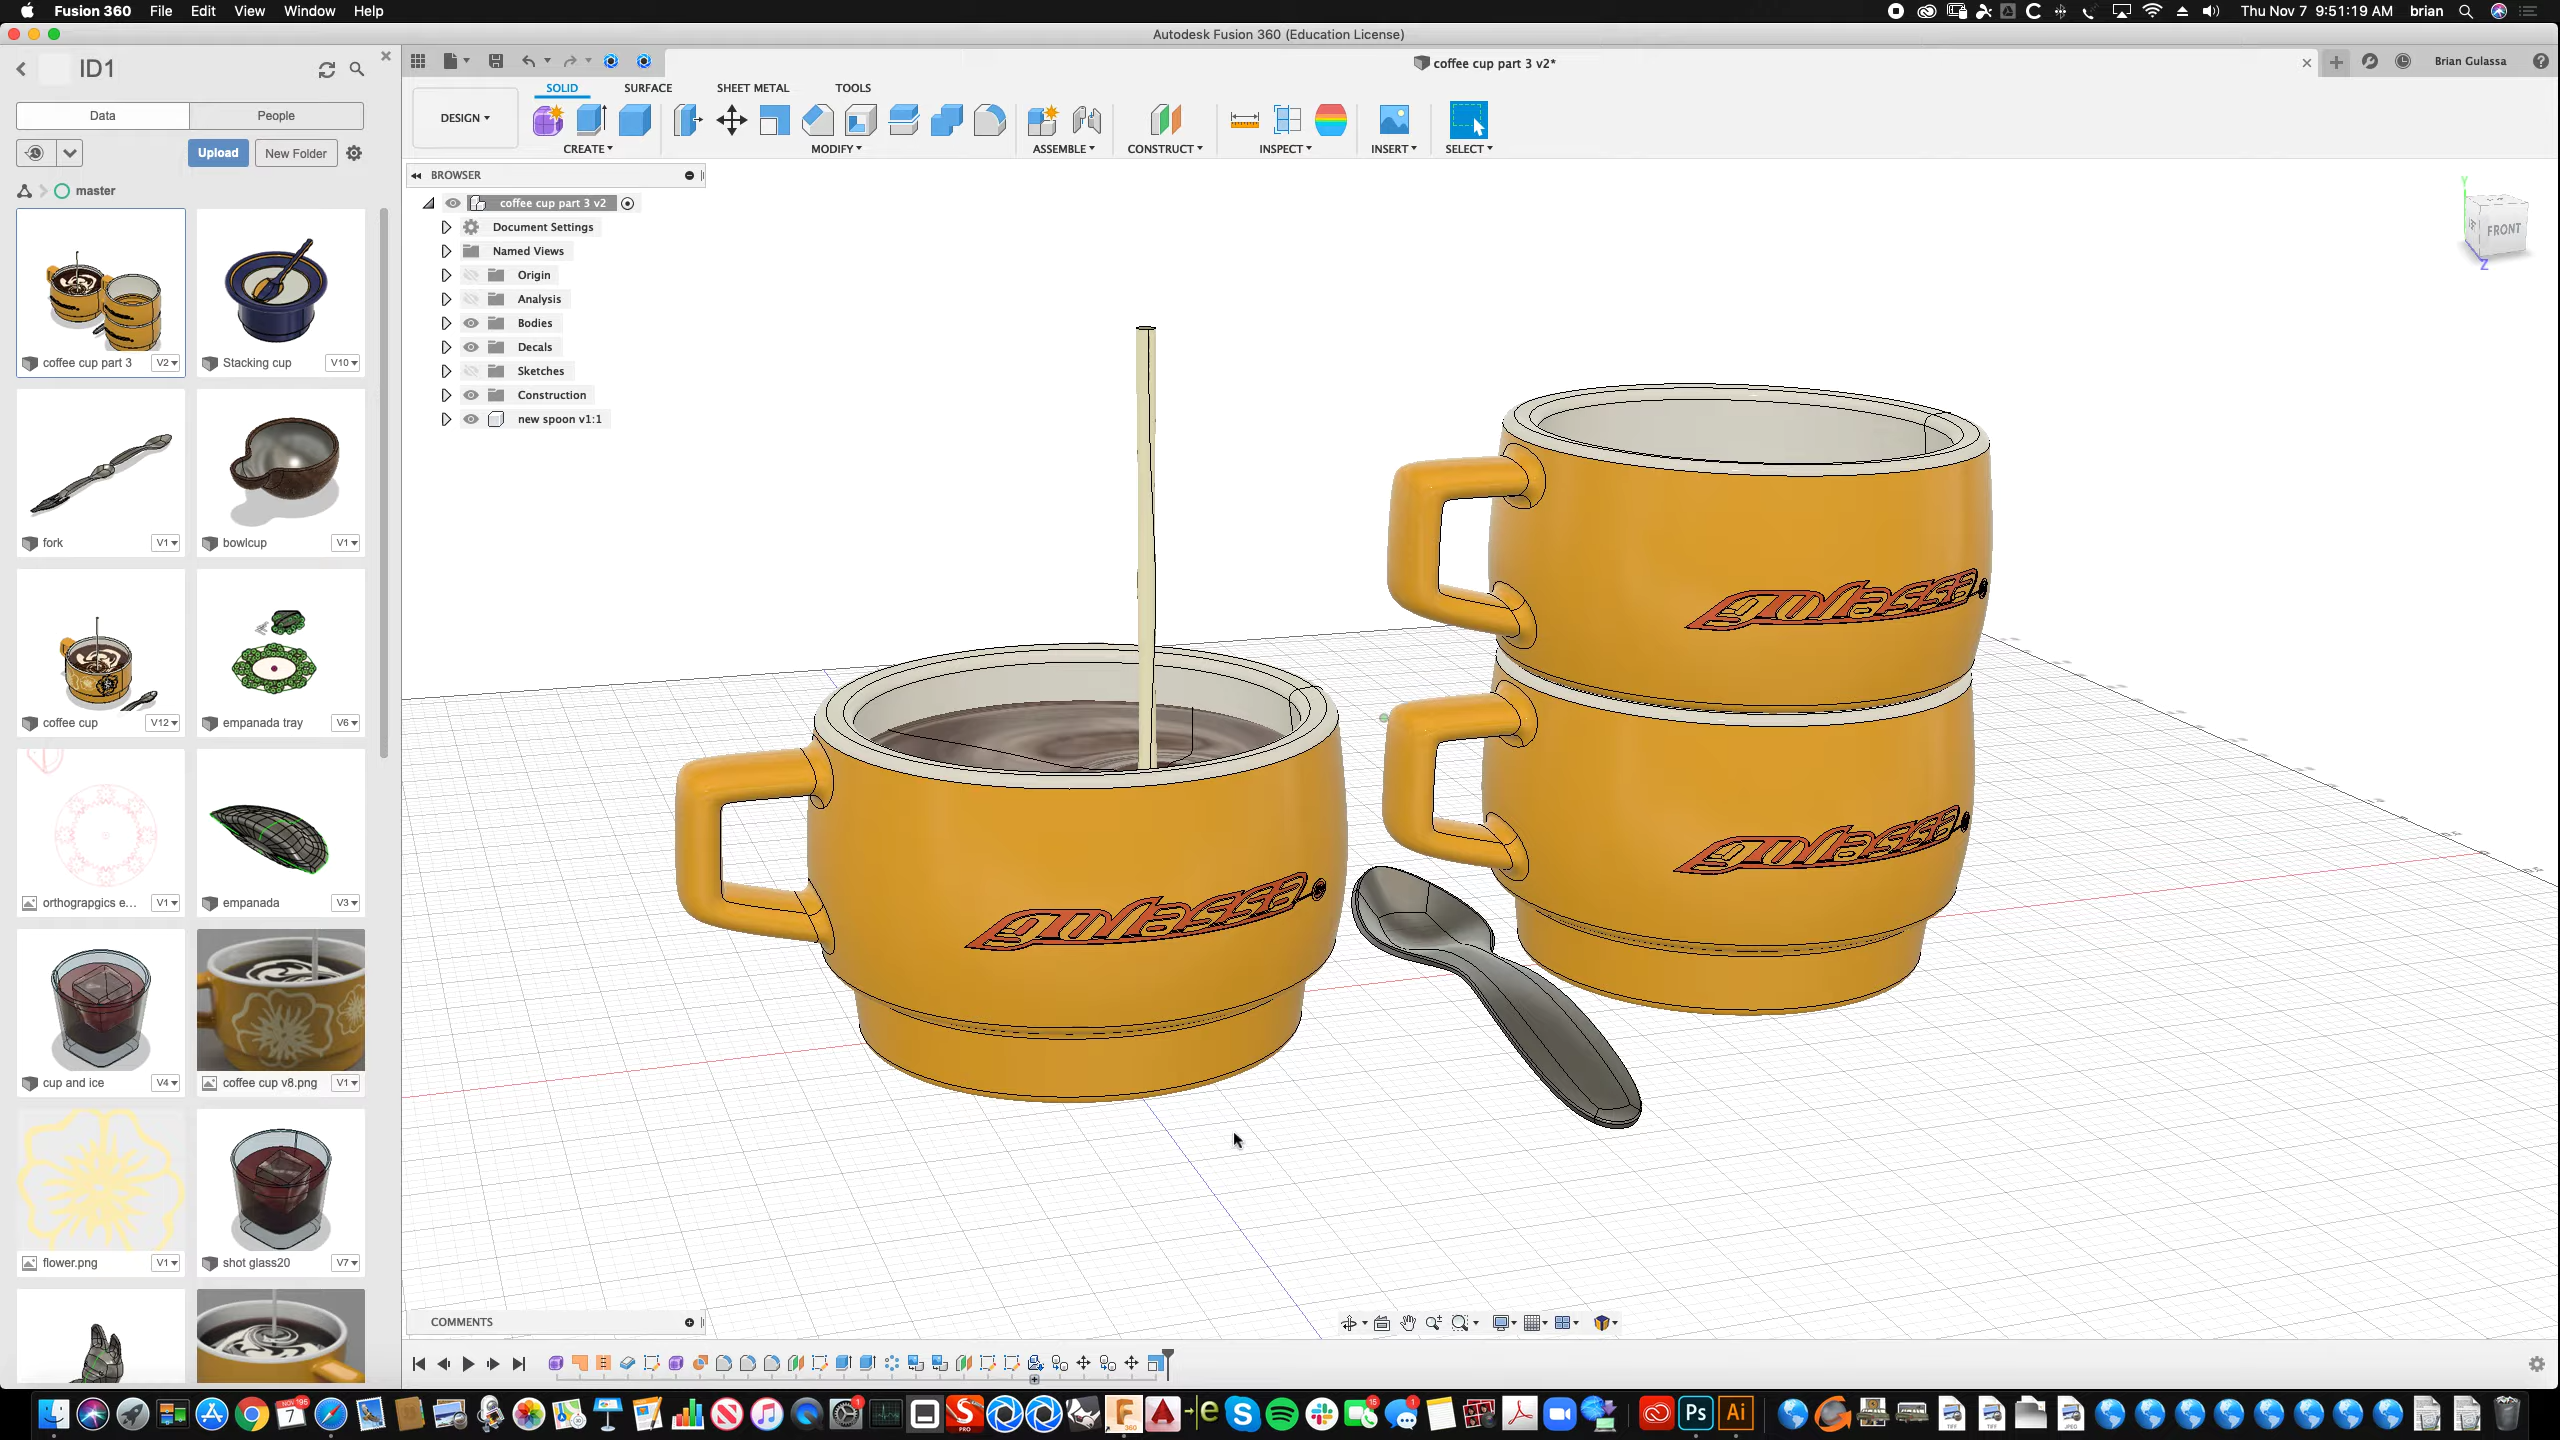 Fusion 360 File Edit View Window Help
Thu Nov 7 9:51:19 AM brian
Autodesk Fusion 360 (Education License)
ID1
coffee cup part 3 v2*
Brian Gulassa
SOLID SURFACE SHEET METAL TOOLS
Data People
DESIGN
CREATE MODIFY ASSEMBLE CONSTRUCT INSPECT INSERT SELECT
Upload New Folder
BROWSER
master
coffee cup part 3 v2
Document Settings
Named Views
Origin
Analysis
Bodies
Decals
Sketches
Construction
new spoon v1:1
Y
FRONT
Z
coffee cup part 3 V2
Stacking cup V10
fork V1
bowlcup V1
coffee cup V12
empanada tray V6
orthograpgics e... V1
empanada V3
cup and ice V4
coffee cup v8.png V1
flower.png V1
shot glass20 V7
gulassa
gulassa
gulassa
COMMENTS
Ps Ai